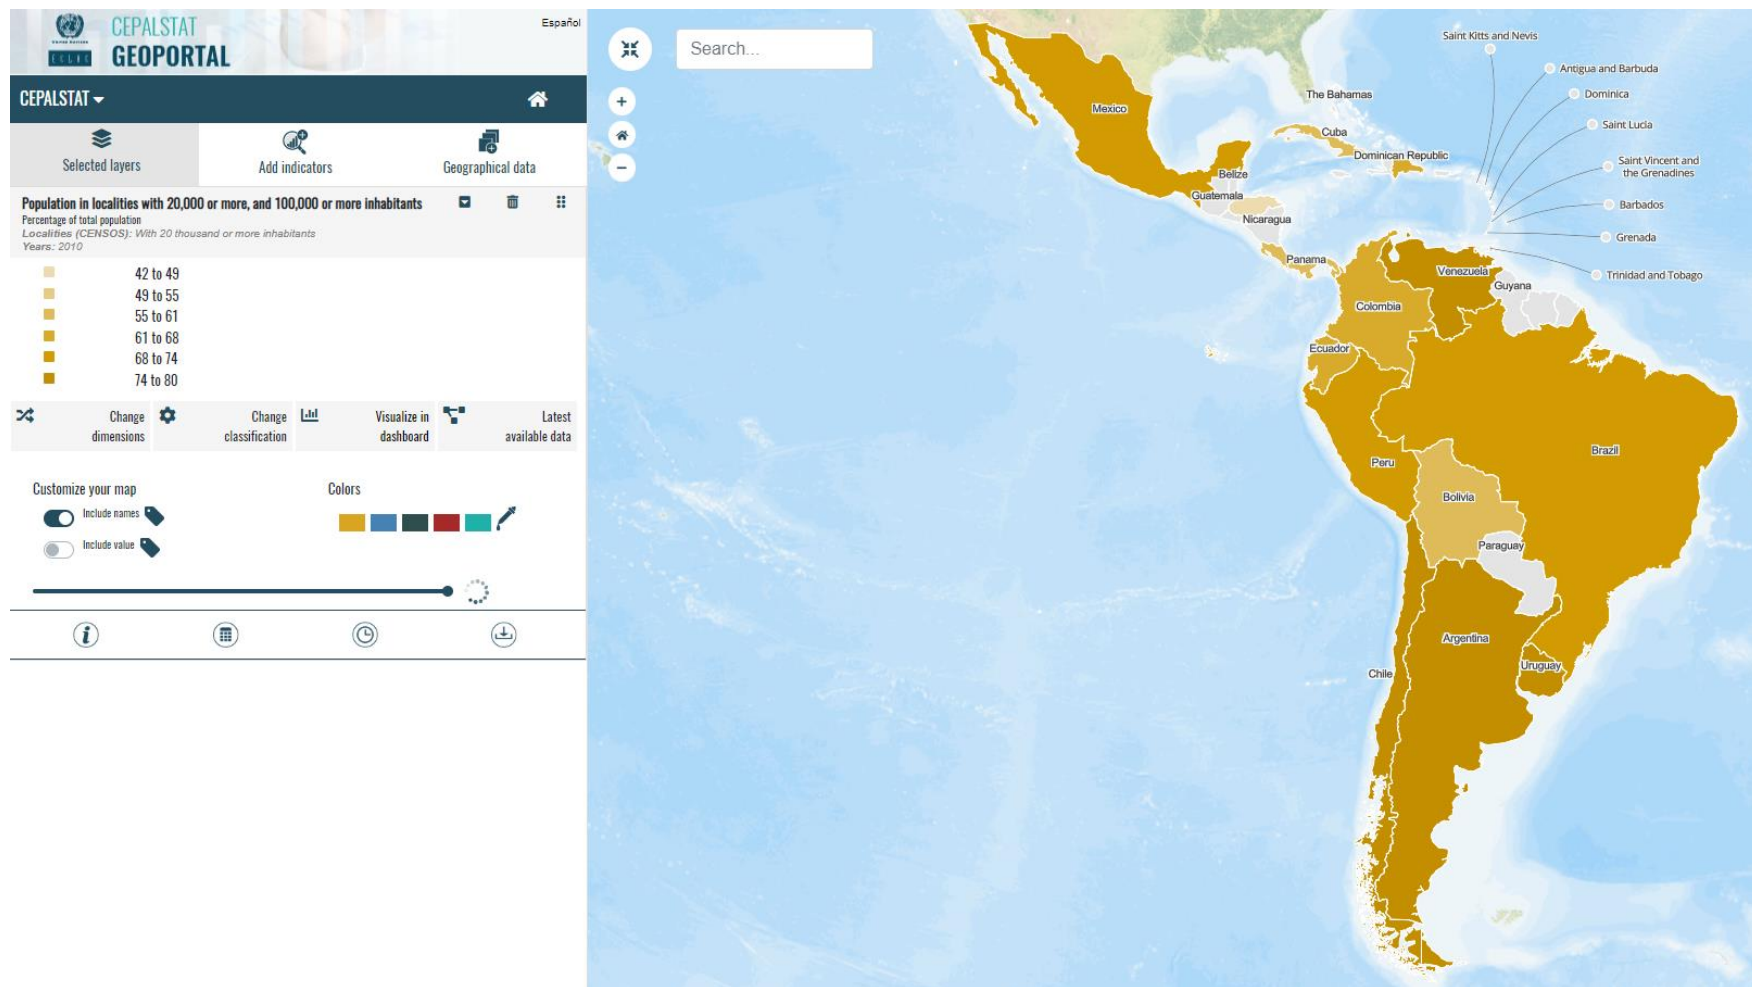 CEPALSTAT
GEOPORTAL
Español
CEPALSTAT
Selected layers
Add indicators
Geographical data
Population in localities with 20,000 or more, and 100,000 or more inhabitants
Percentage of total population
Localities (CENSOS): With 20 thousand or more inhabitants
Years: 2010
42 to 49
49 to 55
55 to 61
61 to 68
68 to 74
74 to 80
Change
dimensions
Change
classification
Visualize in
dashboard
Latest
available data
Customize your map
Colors
Include names
Include value
Search...
Saint Kitts and Nevis
Antigua and Barbuda
Dominica
Saint Lucia
Saint Vincent and
the Grenadines
Barbados
Grenada
Trinidad and Tobago
The Bahamas
Mexico
Cuba
Dominican Republic
Belize
Guatemala
Nicaragua
Panama
Venezuela
Guyana
Colombia
Ecuador
Brazil
Peru
Bolivia
Paraguay
Argentina
Uruguay
Chile